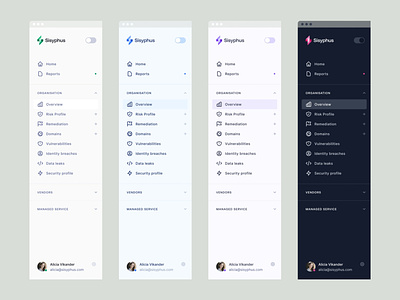 Sisyphus
Home
Reports
ORGANISATION
Overview
Risk Profile
Remediation
Domains
Vulnerabilities
Identity breaches
Data leaks
Security profile
VENDORS
MANAGED SERVICE
Alicia Vikander
alicia@sisyphus.com
Sisyphus
Home
Reports
ORGANISATION
Overview
Risk Profile
Remediation
Domains
Vulnerabilities
Identity breaches
Data leaks
Security profile
VENDORS
MANAGED SERVICE
Alicia Vikander
alicia@sisyphus.com
Sisyphus
Home
Reports
ORGANISATION
Overview
Risk Profile
Remediation
Domains
Vulnerabilities
Identity breaches
Data leaks
Security profile
VENDORS
MANAGED SERVICE
Alicia Vikander
alicia@sisyphus.com
Sisyphus
Home
Reports
ORGANISATION
Overview
Risk Profile
Remediation
Domains
Vulnerabilities
Identity breaches
Data leaks
Security profile
VENDORS
MANAGED SERVICE
Alicia Vikander
alicia@sisyphus.com